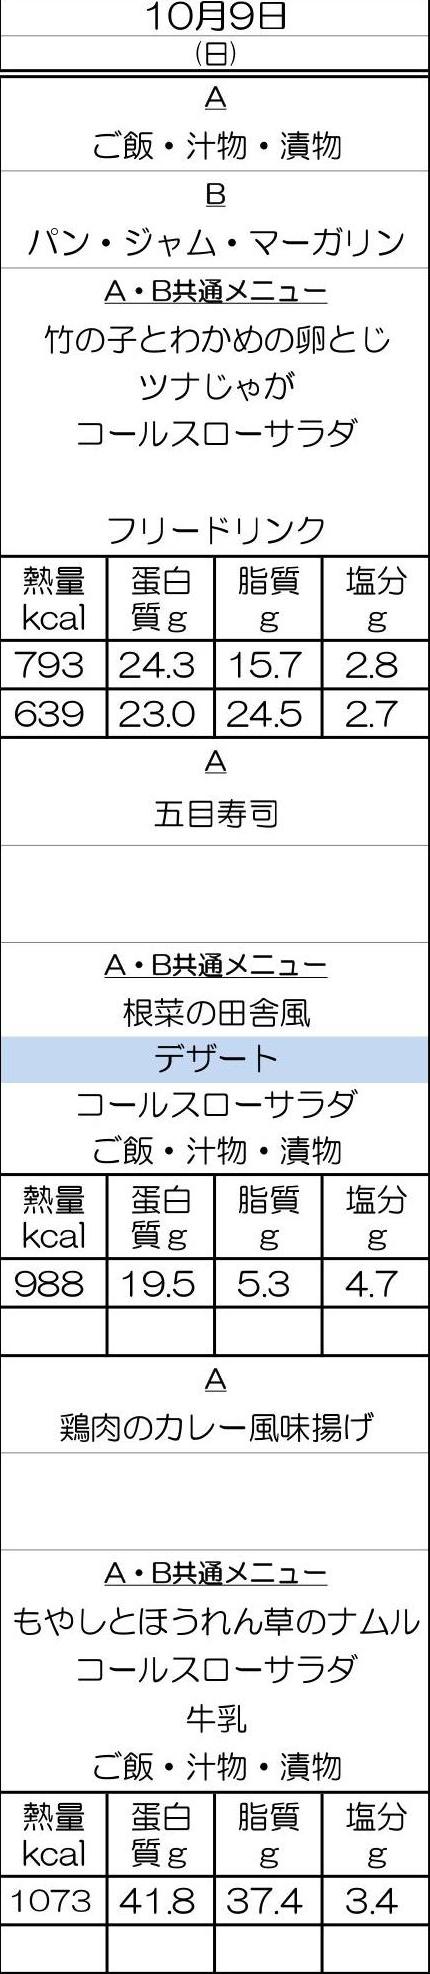 10月9日
(日)
A
ご飯・汁物・漬物
B
パン・ジャム・マーガリン
A・B共通メニュー
竹の子とわかめの卵とじ
ツナじゃが
コールスローサラダ
フリードリンク
熱量 蛋白 脂質 塩分
kcal 質g g g
793 24.3 15.7 2.8
639 23.0 24.5 2.7
A
五目寿司
A・B共通メニュー
根菜の田舎風
デザート
コールスローサラダ
ご飯・汁物・漬物
熱量 蛋白 脂質 塩分
kcal 質g g g
988 19.5 5.3 4.7
A
鶏肉のカレー風味揚げ
A・B共通メニュー
もやしとほうれん草のナムル
コールスローサラダ
牛乳
ご飯・汁物・漬物
熱量 蛋白 脂質 塩分
kcal 質g g g
1073 41.8 37.4 3.4